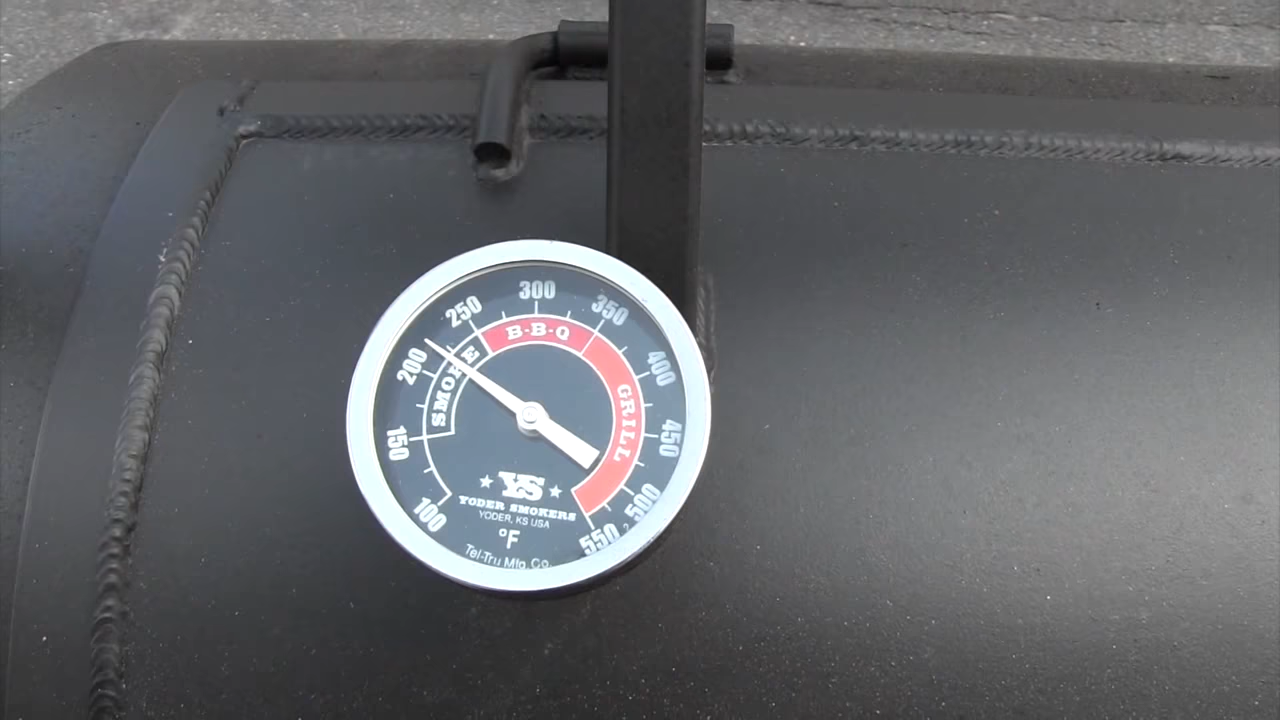 100
150
200
250
300
350
400
450
500
550
SMOKE
B-B-Q
GRILL
YS
YODER SMOKERS
YODER, KS USA
°F
Tel-Tru Mfg. Co.